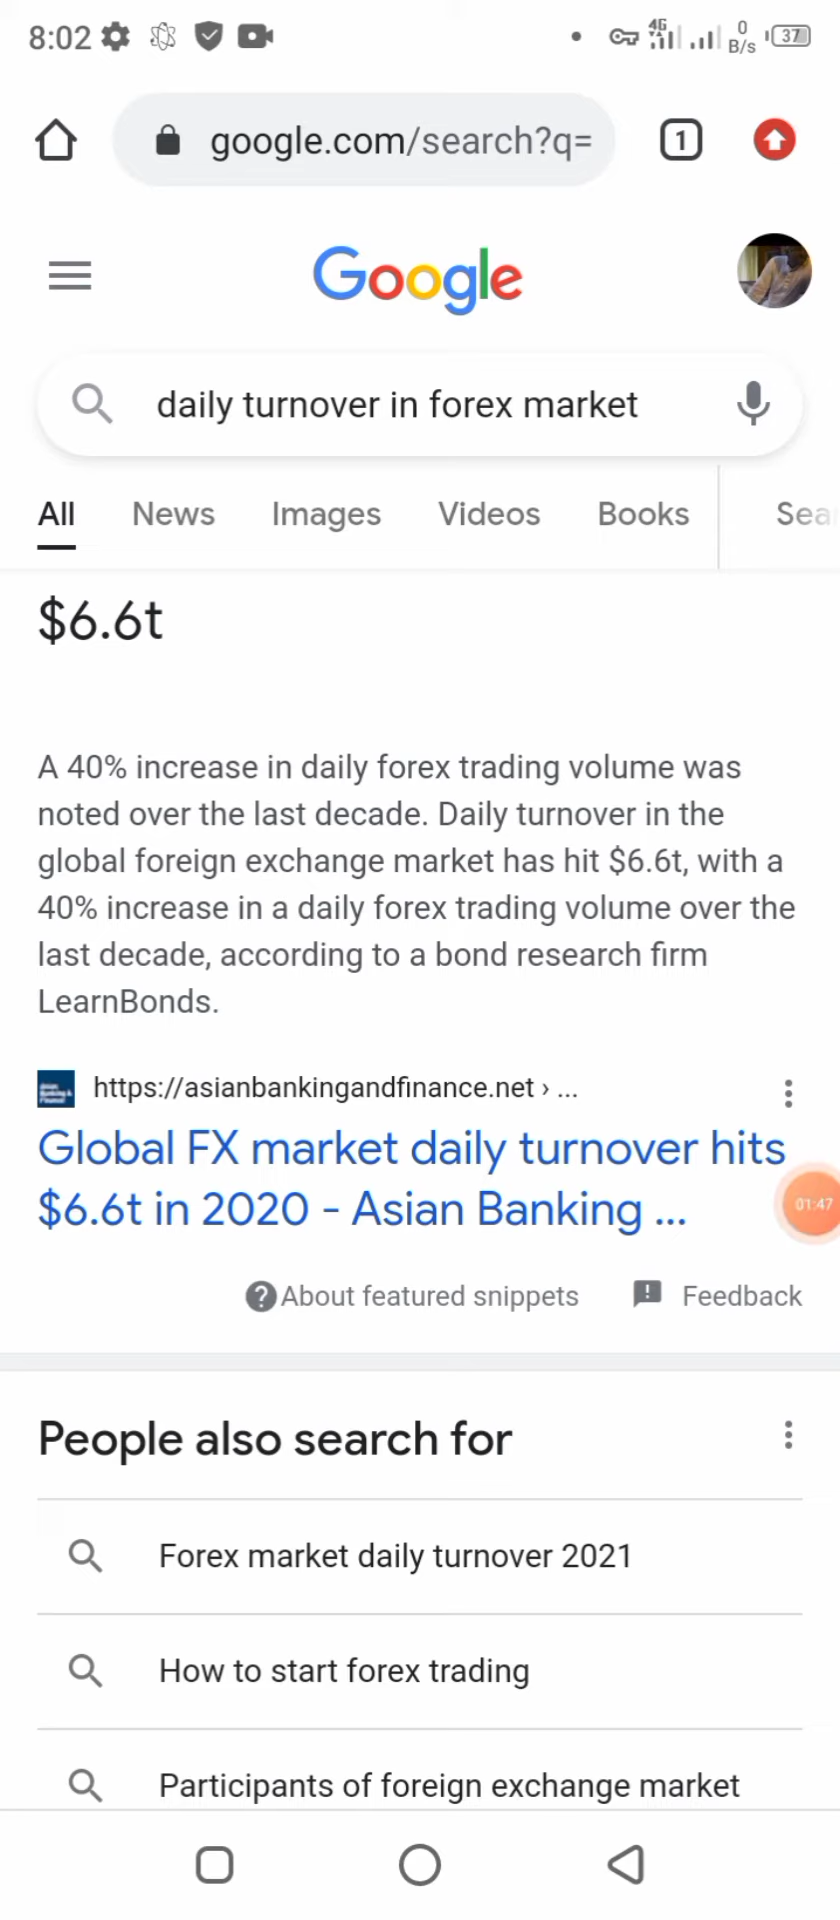 8:02 4G 0 B/s 37
google.com/search?q= 1
Google
daily turnover in forex market
All News Images Videos Books Sea
$6.6t
A 40% increase in daily forex trading volume was
noted over the last decade. Daily turnover in the
global foreign exchange market has hit $6.6t, with a
40% increase in a daily forex trading volume over the
last decade, according to a bond research firm
LearnBonds.
https://asianbankingandfinance.net › ...
Global FX market daily turnover hits
$6.6t in 2020 - Asian Banking ...
01:47
About featured snippets Feedback
People also search for
Forex market daily turnover 2021
How to start forex trading
Participants of foreign exchange market